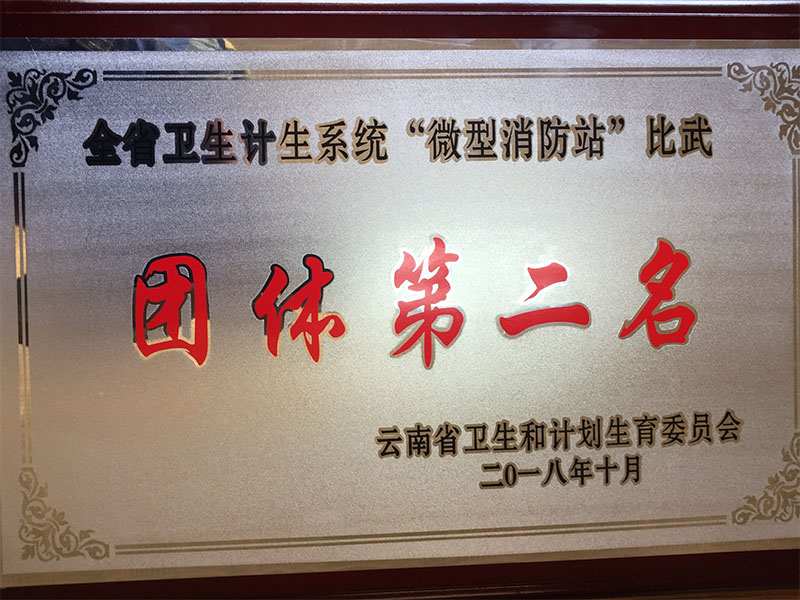 全省卫生计生系统“微型消防站”比武
团体第二名
云南省卫生和计划生育委员会
二0一八年十月